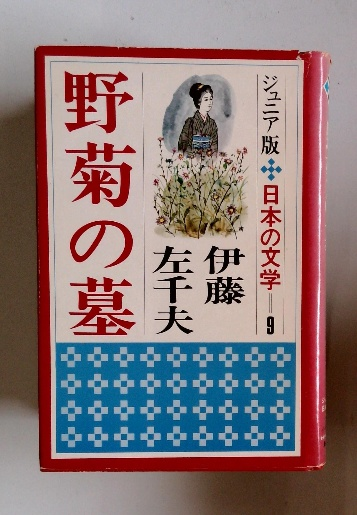 ジュニア版 日本の文学=9
伊藤
左千夫
野菊の墓